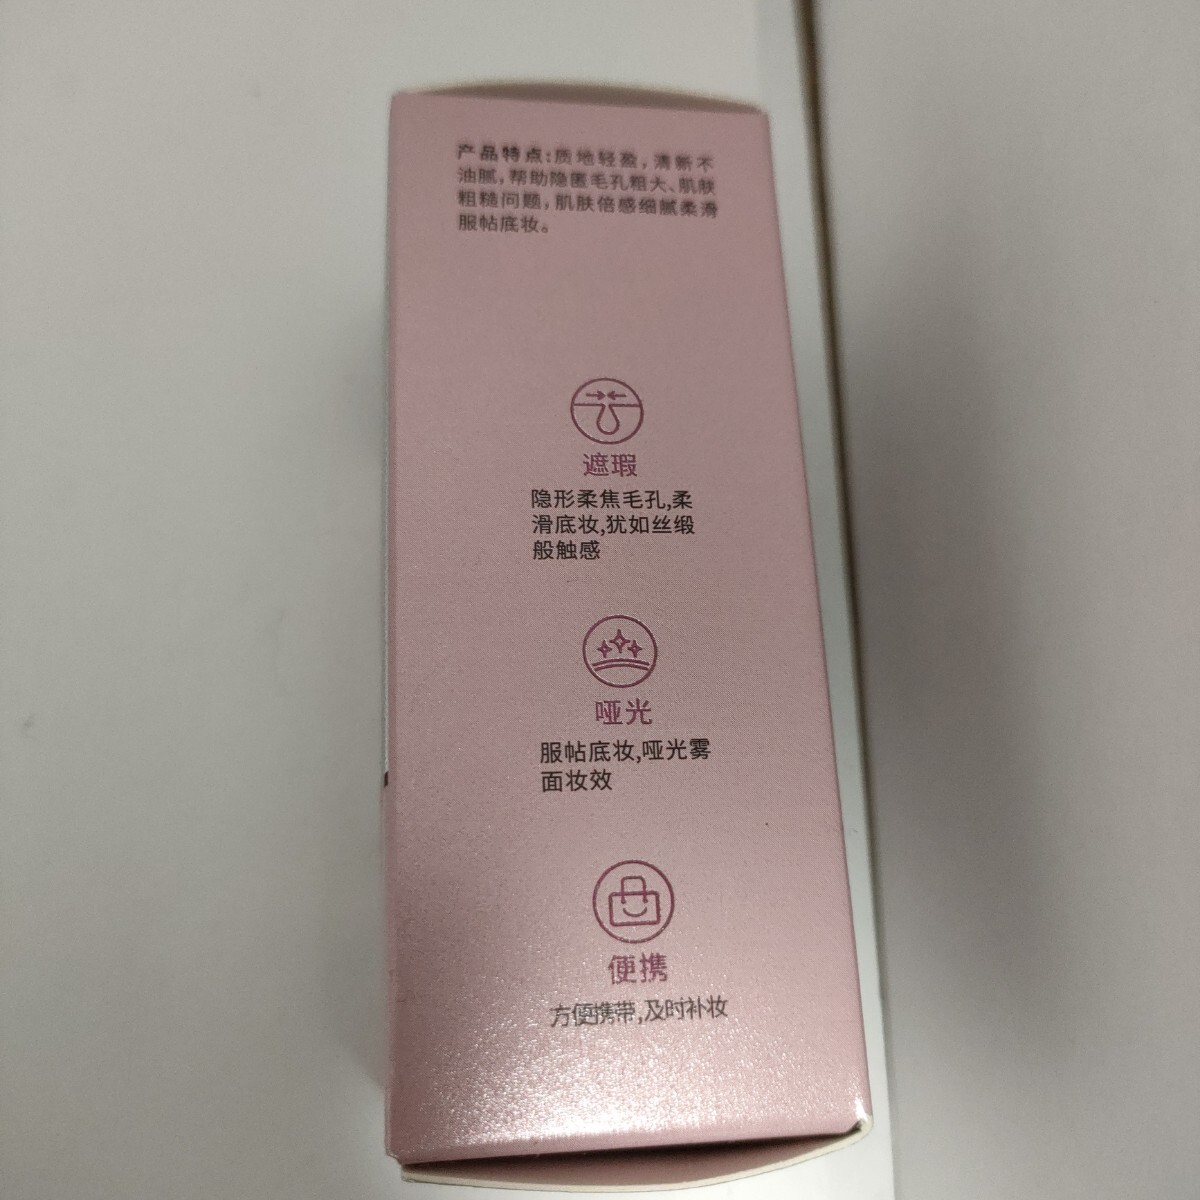 产品特点:质地轻盈,清新不
油腻,帮助隐匿毛孔粗大、肌肤
粗糙问题,肌肤倍感细腻柔滑
服帖底妆。
遮瑕
隐形柔焦毛孔,柔
滑底妆,犹如丝缎
般触感
哑光
服帖底妆,哑光雾
面妆效
便携
方便携带,及时补妆